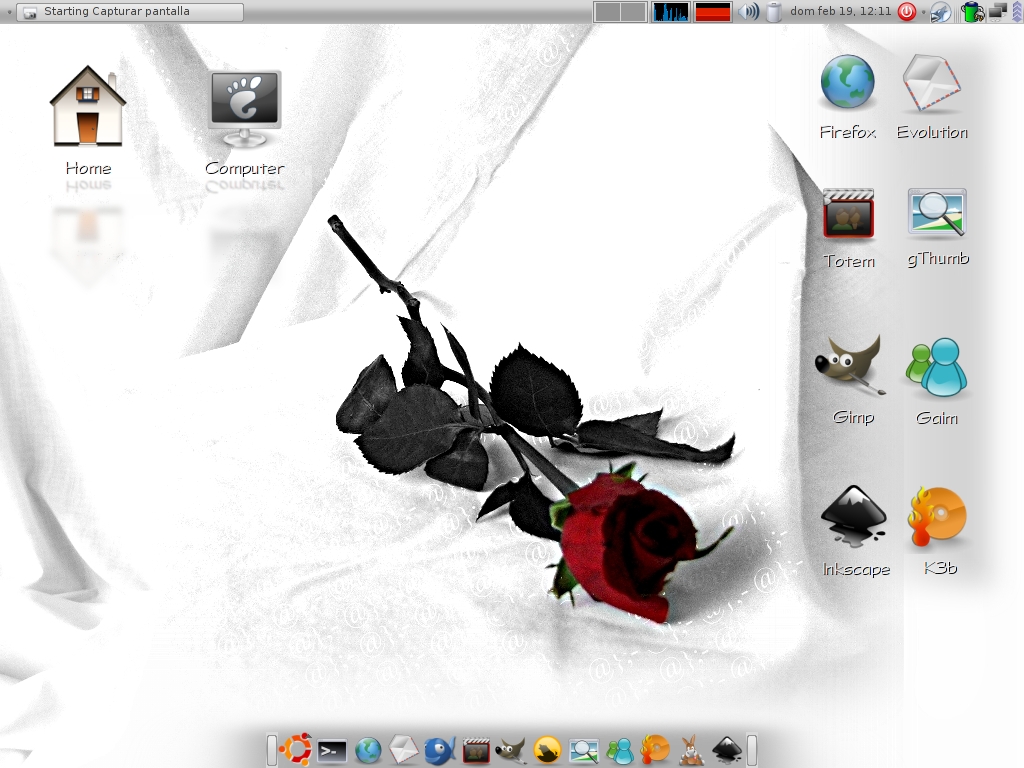 Starting Capturar pantalla
dom feb 19, 12:11
Home
Computer
Firefox
Evolution
Totem
gThumb
Gimp
Gaim
Inkscape
K3b
@};-
>_